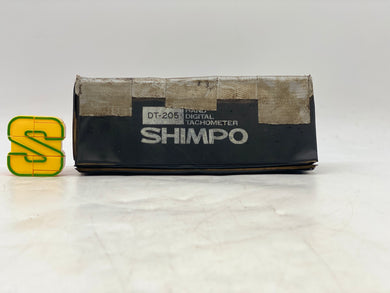 S
DT-205
HAND
DIGITAL
TACHOMETER
SHIMPO